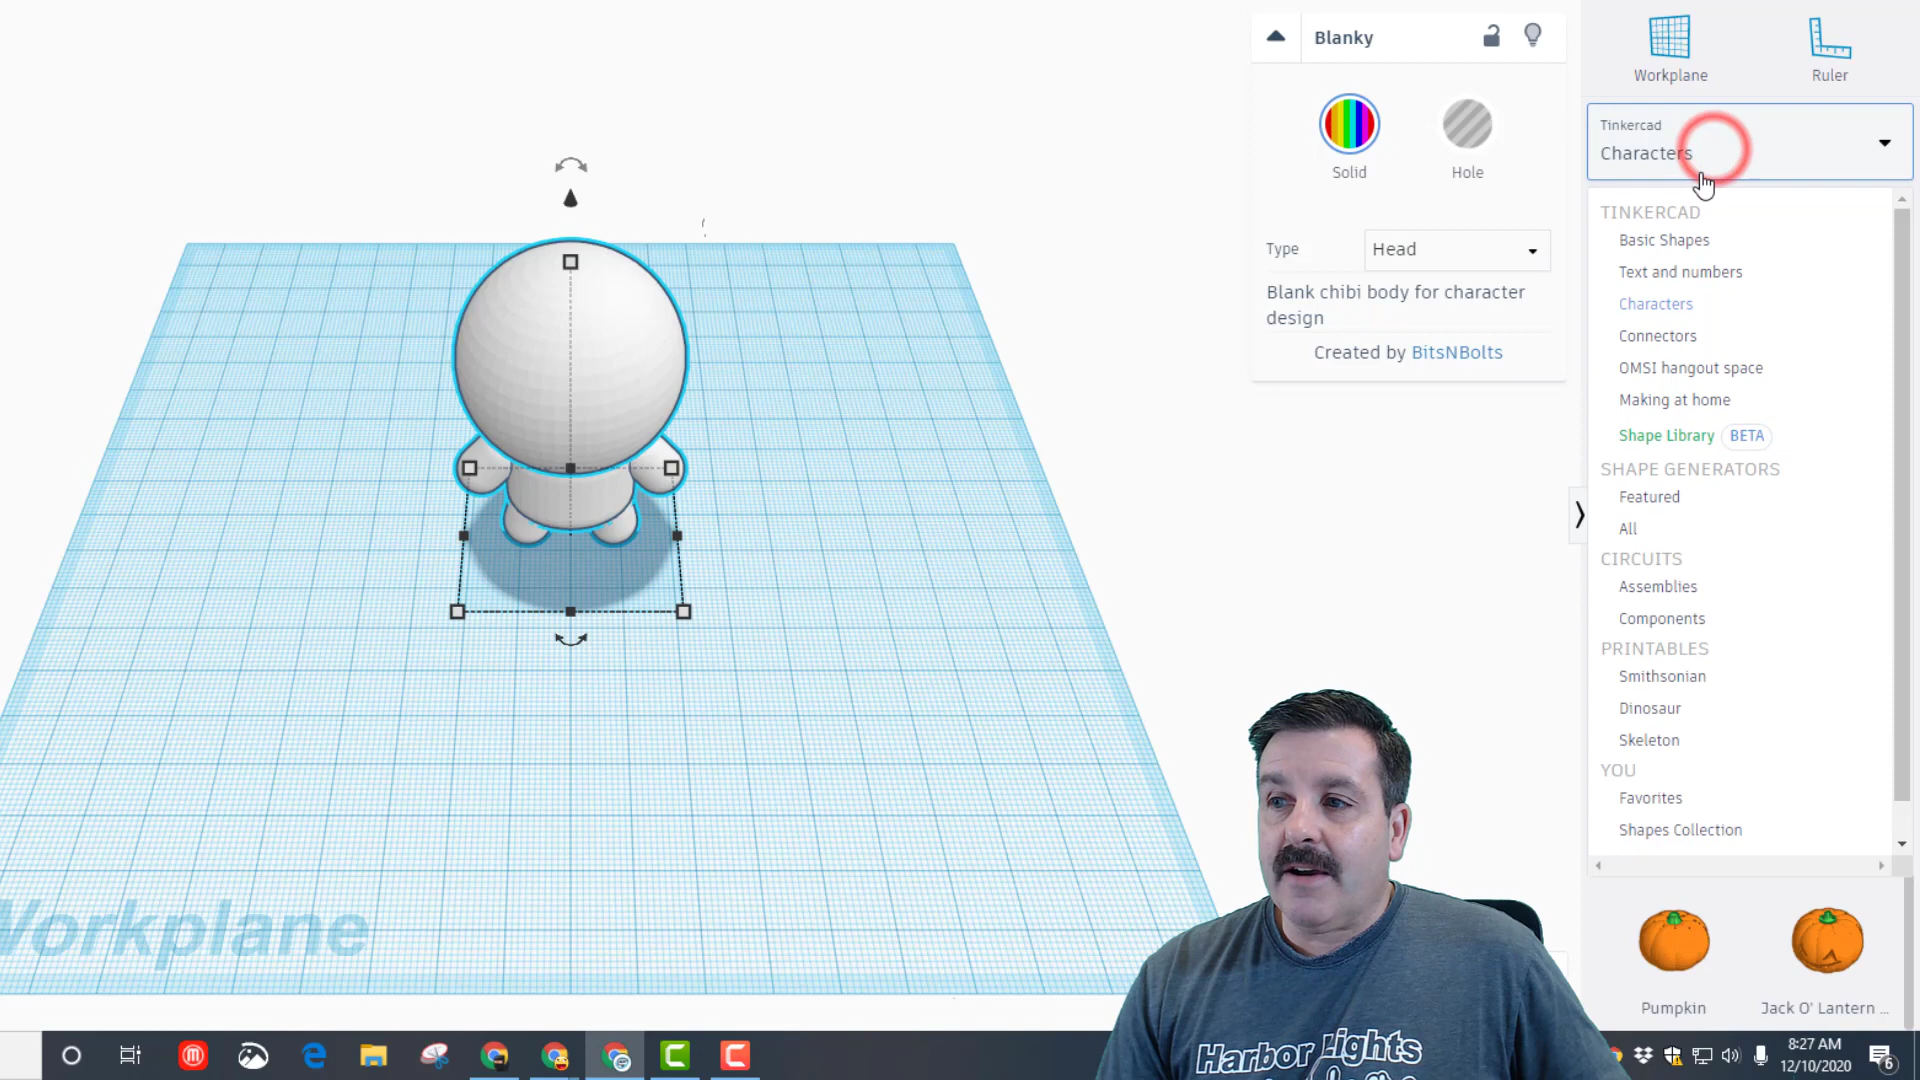 Blanky
Workplane
Ruler
Solid
Hole
Tinkercad
Characters
Type
Head
Blank chibi body for character
design
Created by BitsNBolts
TINKERCAD
Basic Shapes
Text and numbers
Characters
Connectors
OMSI hangout space
Making at home
Shape Library BETA
SHAPE GENERATORS
Featured
All
CIRCUITS
Assemblies
Components
PRINTABLES
Smithsonian
Dinosaur
Skeleton
YOU
Favorites
Shapes Collection
Pumpkin
Jack O' Lantern ...
Workplane
Harbor Lights
8:27 AM
12/10/2020
6